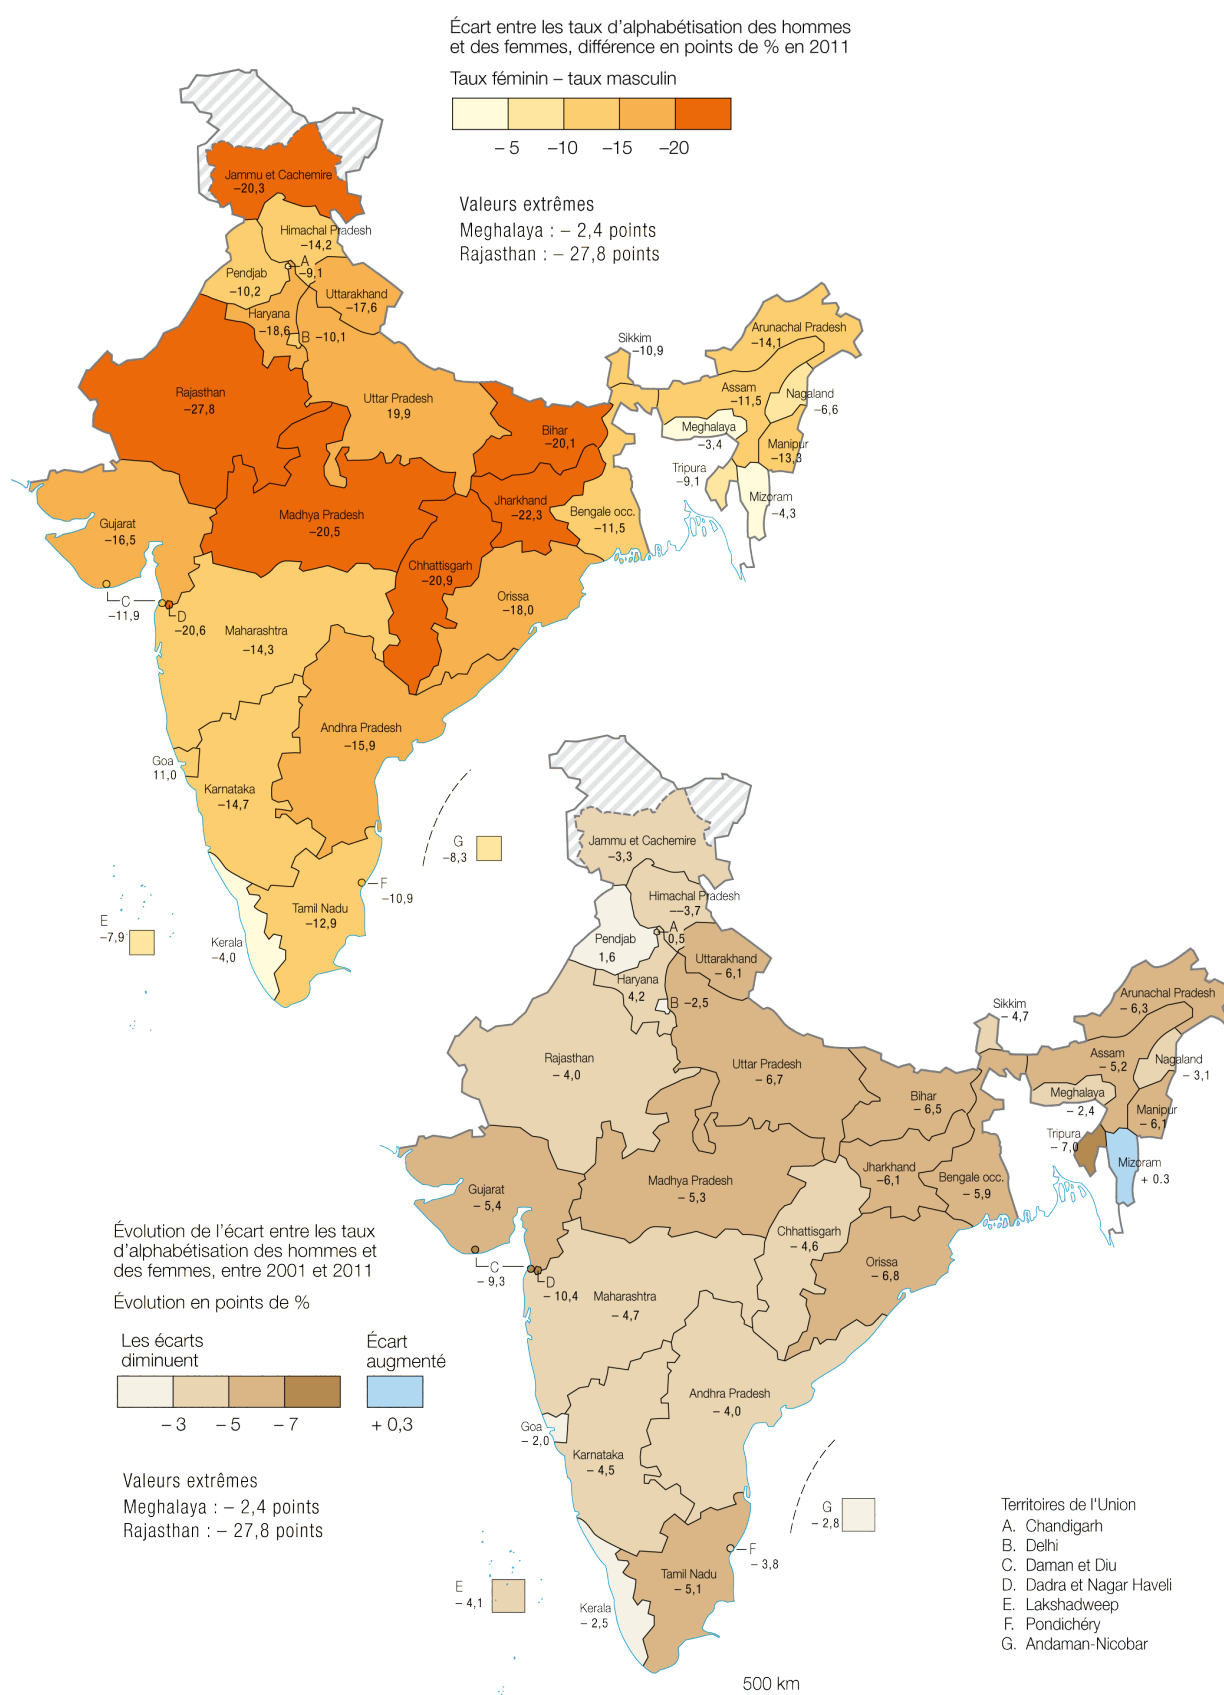 Écart entre les taux d’alphabétisation des hommes
et des femmes, différence en points de % en 2011
Taux féminin – taux masculin
– 5 –10 –15 –20
Valeurs extrêmes
Meghalaya : – 2,4 points
Rajasthan : – 27,8 points
Jammu et Cachemire
–20,3
Himachal Pradesh
–14,2
A
–9,1
Pendjab
–10,2
Uttarakhand
–17,6
Haryana
–18,6
B –10,1
Rajasthan
–27,8
Uttar Pradesh
19,9
Bihar
–20,1
Sikkim
–10,9
Arunachal Pradesh
–14,1
Assam
–11,5
Nagaland
–6,6
Meghalaya
–3,4
Manipur
–13,3
Tripura
–9,1
Mizoram
–4,3
Gujarat
–16,5
Madhya Pradesh
–20,5
Jharkhand
–22,3
Bengale occ.
–11,5
Chhattisgarh
–20,9
Orissa
–18,0
C
–11,9
D
–20,6
Maharashtra
–14,3
Andhra Pradesh
–15,9
Goa
11,0
Karnataka
–14,7
G
–8,3
F
–10,9
Tamil Nadu
–12,9
E
–7,9
Kerala
–4,0
Jammu et Cachemire
–3,3
Himachal Pradesh
––3,7
A
0,5
Pendjab
1,6
Uttarakhand
– 6,1
Haryana
4,2
B –2,5
Rajasthan
– 4,0
Uttar Pradesh
– 6,7
Bihar
– 6,5
Sikkim
– 4,7
Arunachal Pradesh
– 6,3
Assam
– 5,2
Nagaland
– 3,1
Meghalaya
– 2,4
Manipur
– 6,1
Tripura
– 7,0
Mizoram
+ 0.3
Gujarat
– 5,4
Madhya Pradesh
– 5,3
Jharkhand
–6,1
Bengale occ.
– 5,9
Chhattisgarh
– 4,6
Orissa
– 6,8
C
– 9,3
D
– 10,4
Maharashtra
– 4,7
Andhra Pradesh
– 4,0
Goa
– 2,0
Karnataka
– 4,5
G
– 2,8
F
– 3,8
Tamil Nadu
– 5,1
E
– 4,1
Kerala
– 2,5
Évolution de l’écart entre les taux
d’alphabétisation des hommes et
des femmes, entre 2001 et 2011
Évolution en points de %
Les écarts
diminuent
Écart
augmenté
– 3 – 5 – 7 + 0,3
Valeurs extrêmes
Meghalaya : – 2,4 points
Rajasthan : – 27,8 points
Territoires de l'Union
A. Chandigarh
B. Delhi
C. Daman et Diu
D. Dadra et Nagar Haveli
E. Lakshadweep
F. Pondichéry
G. Andaman-Nicobar
500 km